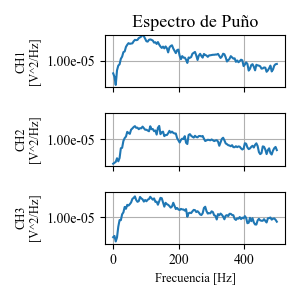 Espectro de Puño
CH1
[V^2/Hz]
1.00e-05
CH2
[V^2/Hz]
1.00e-05
CH3
[V^2/Hz]
1.00e-05
0 200 400
Frecuencia [Hz]